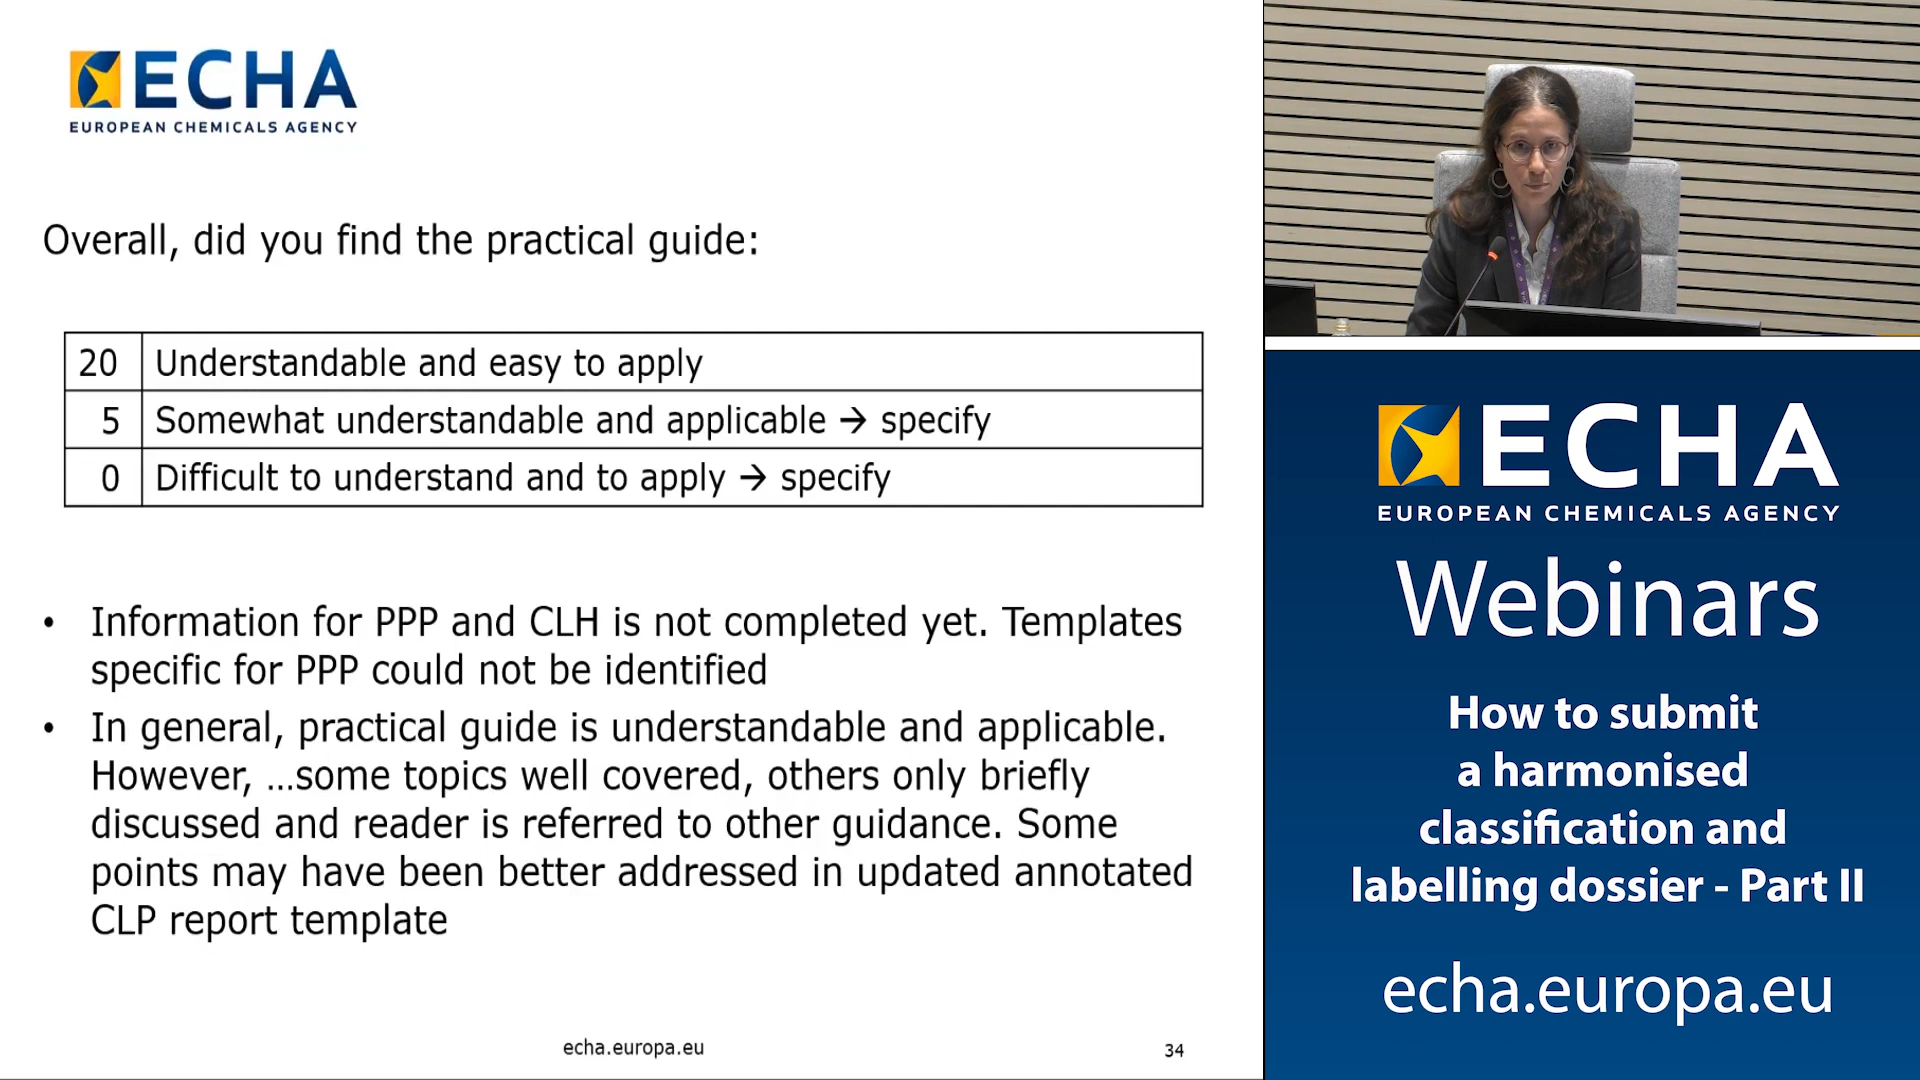 ECHA
EUROPEAN CHEMICALS AGENCY
Overall, did you find the practical guide:
20 Understandable and easy to apply
5 Somewhat understandable and applicable → specify
0 Difficult to understand and to apply → specify
• Information for PPP and CLH is not completed yet. Templates
specific for PPP could not be identified
• In general, practical guide is understandable and applicable.
However, …some topics well covered, others only briefly
discussed and reader is referred to other guidance. Some
points may have been better addressed in updated annotated
CLP report template
echa.europa.eu
34
ECHA
EUROPEAN CHEMICALS AGENCY
Webinars
How to submit
a harmonised
classification and
labelling dossier - Part II
echa.europa.eu